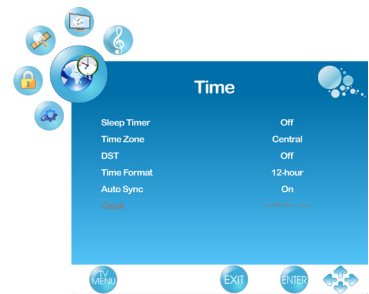 Time
Sleep Timer Off
Time Zone Central
DST Off
Time Format 12-hour
Auto Sync On
Clock
TV MENU EXIT ENTER